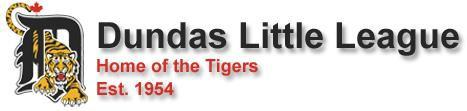 D
Dundas Little League
Home of the Tigers
Est. 1954